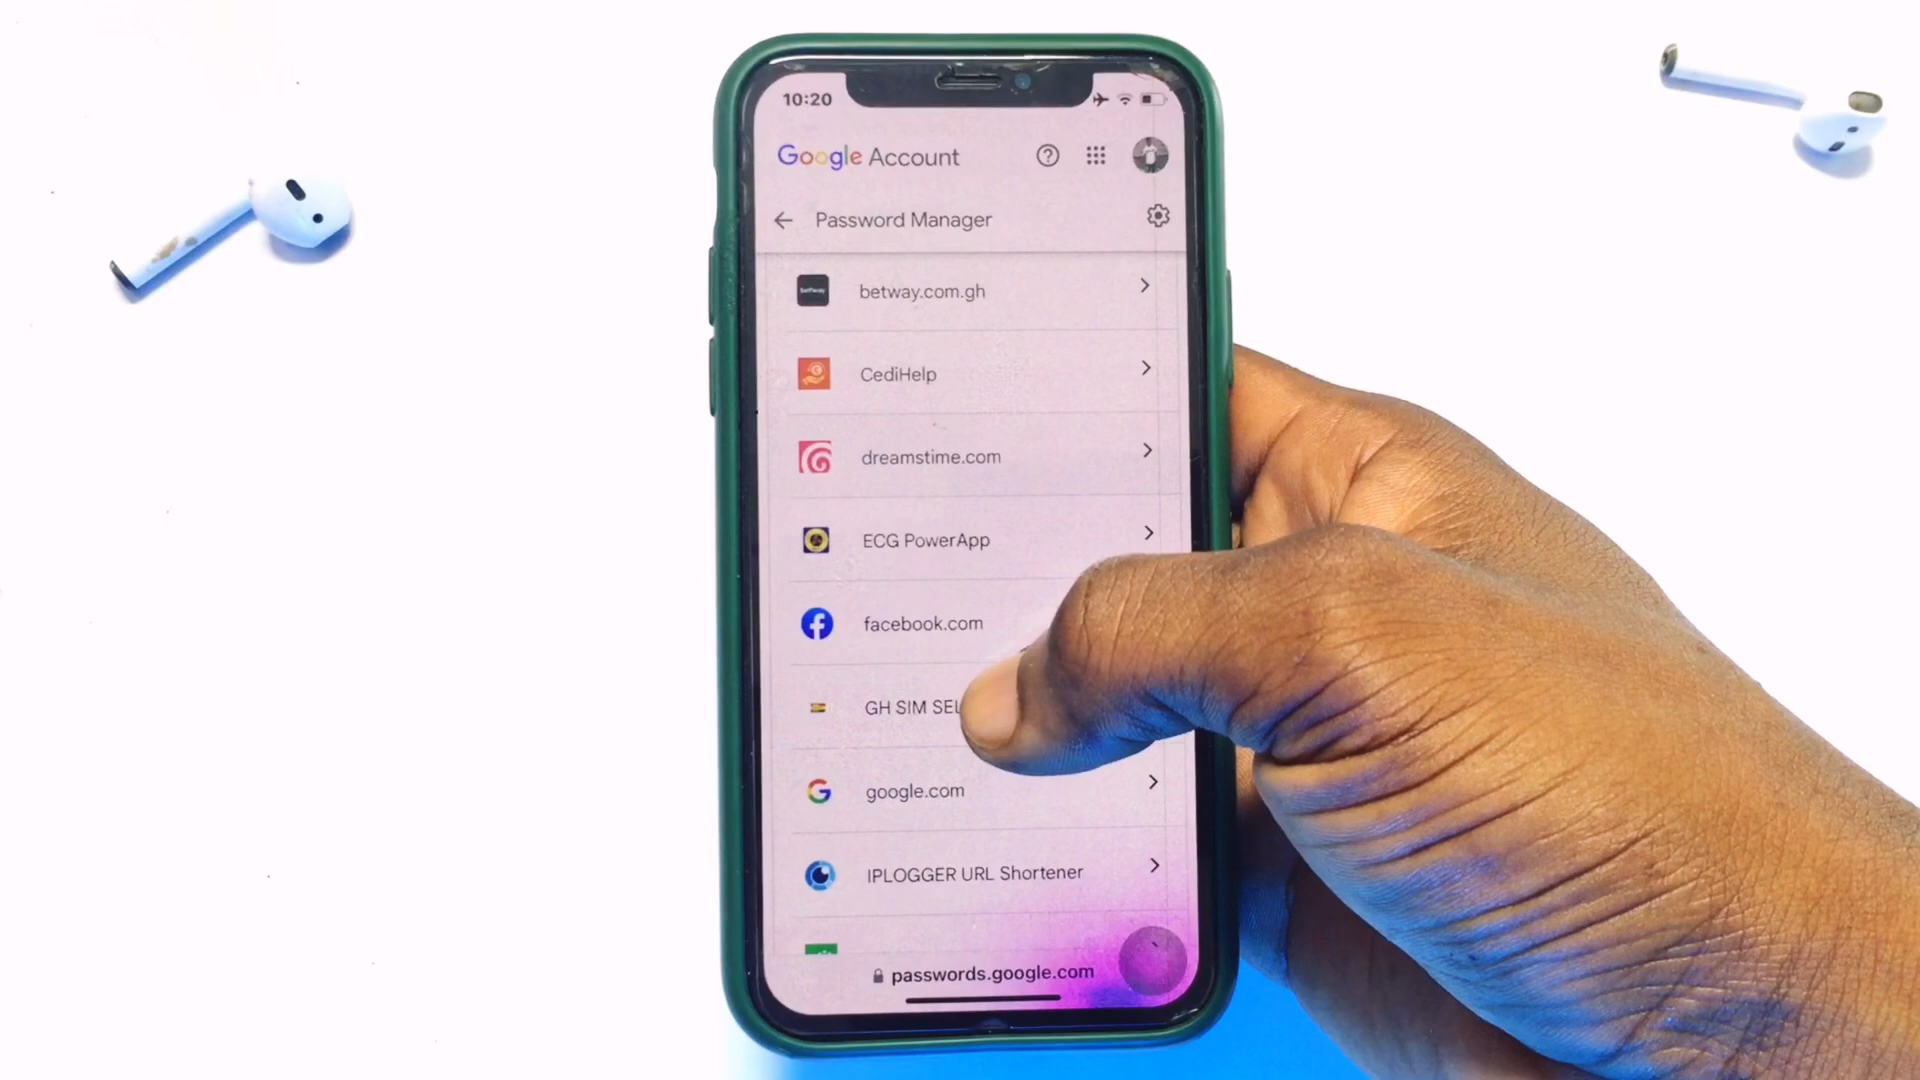 10:20
Google Account
Password Manager
betway
betway.com.gh
CediHelp
dreamstime.com
ECG PowerApp
facebook.com
GH SIM SEL
google.com
IPLOGGER URL Shortener
passwords.google.com